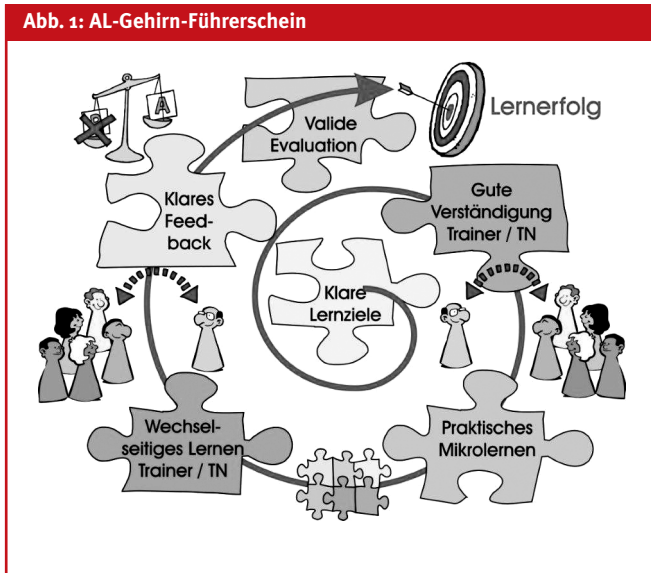 Abb. 1: AL-Gehirn-Führerschein
Lernerfolg
Valide
Evaluation
A
Klares
Feed-
back
Gute
Verständigung
Trainer / TN
Klare
Lernziele
Wechsel-
seitiges Lernen
Trainer / TN
Praktisches
Mikrolernen